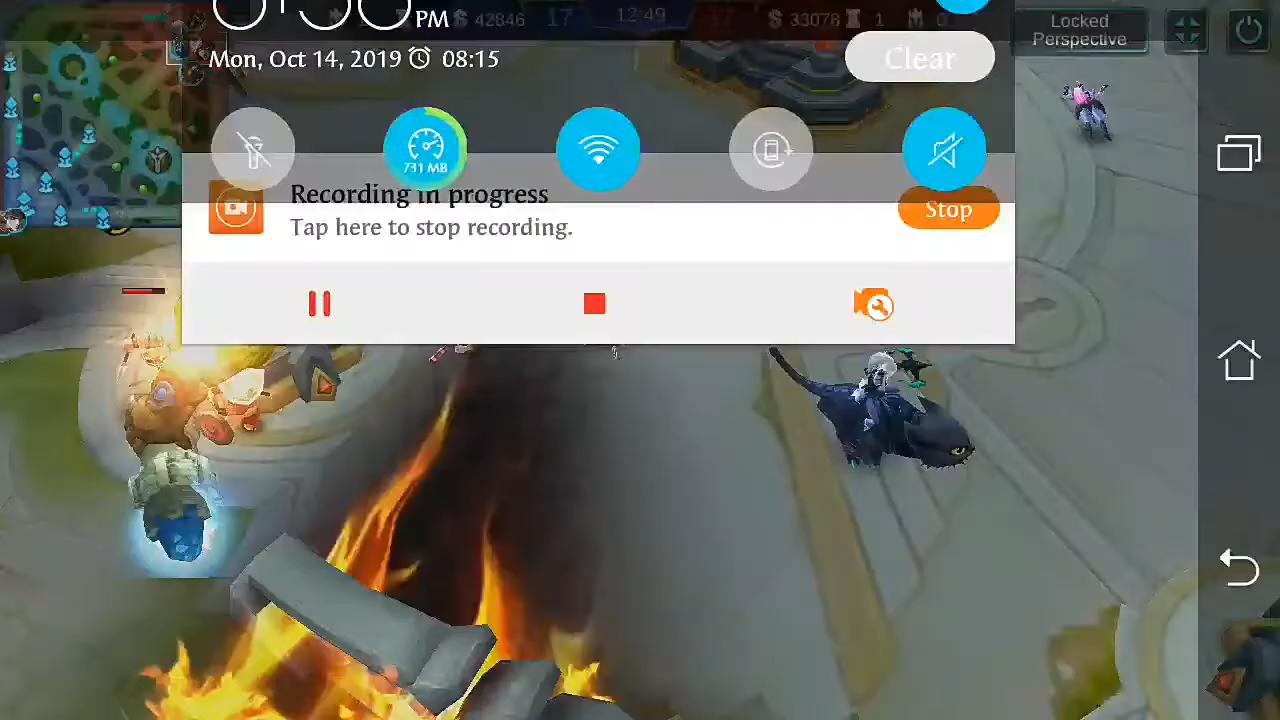 PM $ 42846 17 12:49 17 $ 33078 1 0
Locked
Perspective
Mon, Oct 14, 2019 08:15
Clear
731 MB
Recording in progress
Tap here to stop recording.
Stop